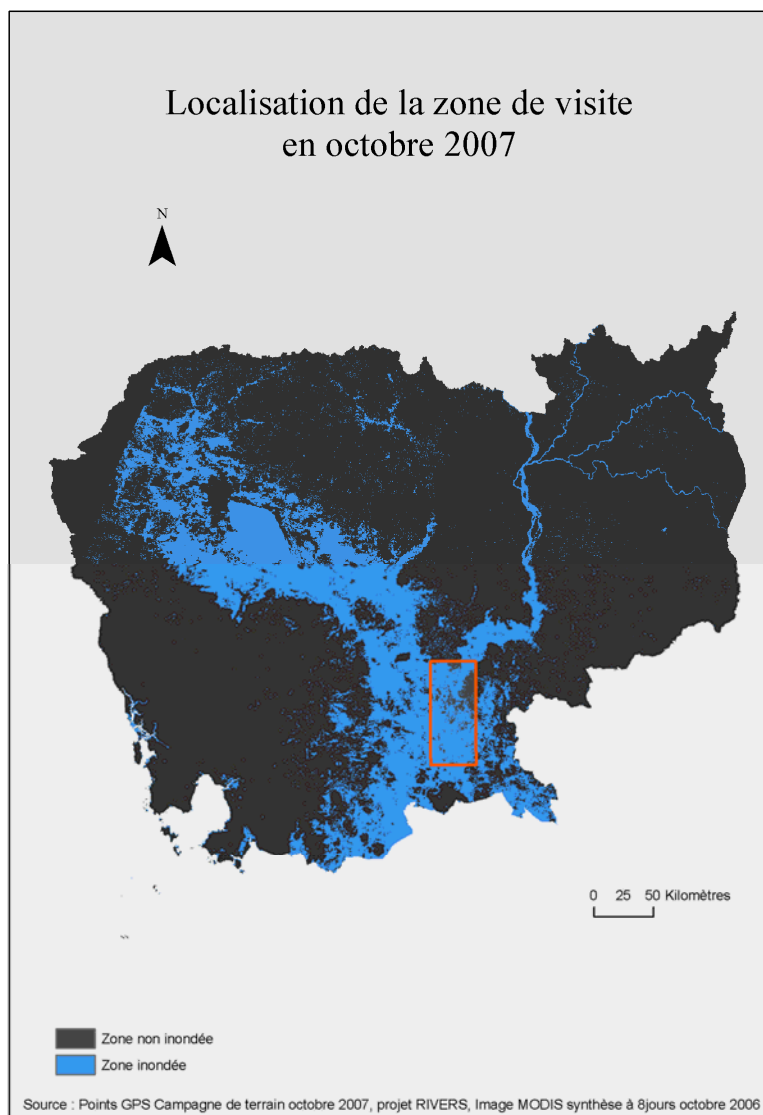 Localisation de la zone de visite
en octobre 2007
N
0 25 50 Kilomètres
Zone non inondée
Zone inondée
Source : Points GPS Campagne de terrain octobre 2007, projet RIVERS, Image MODIS synthèse à 8jours octobre 2006